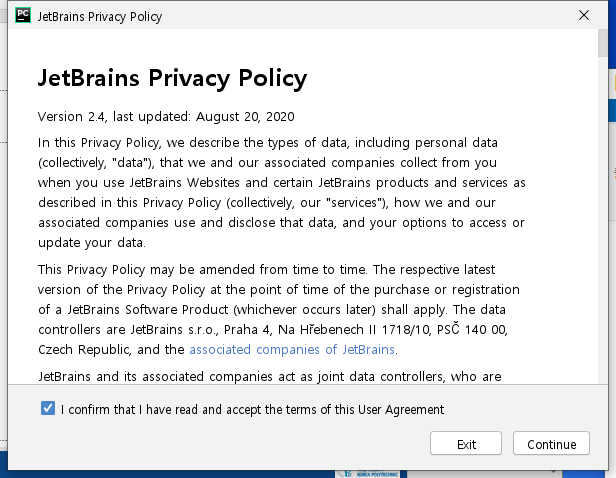 PC JetBrains Privacy Policy
JetBrains Privacy Policy
Version 2.4, last updated: August 20, 2020
In this Privacy Policy, we describe the types of data, including personal data
(collectively, "data"), that we and our associated companies collect from you
when you use JetBrains Websites and certain JetBrains products and services as
described in this Privacy Policy (collectively, our "services"), how we and our
associated companies use and disclose that data, and your options to access or
update your data.
This Privacy Policy may be amended from time to time. The respective latest
version of the Privacy Policy at the point of time of the purchase or registration
of a JetBrains Software Product (whichever occurs later) shall apply. The data
controllers are JetBrains s.r.o., Praha 4, Na Hřebenech II 1718/10, PSČ 140 00,
Czech Republic, and the associated companies of JetBrains.
JetBrains and its associated companies act as joint data controllers, who are
I confirm that I have read and accept the terms of this User Agreement
Exit Continue
KOREA POLYTECHNIC